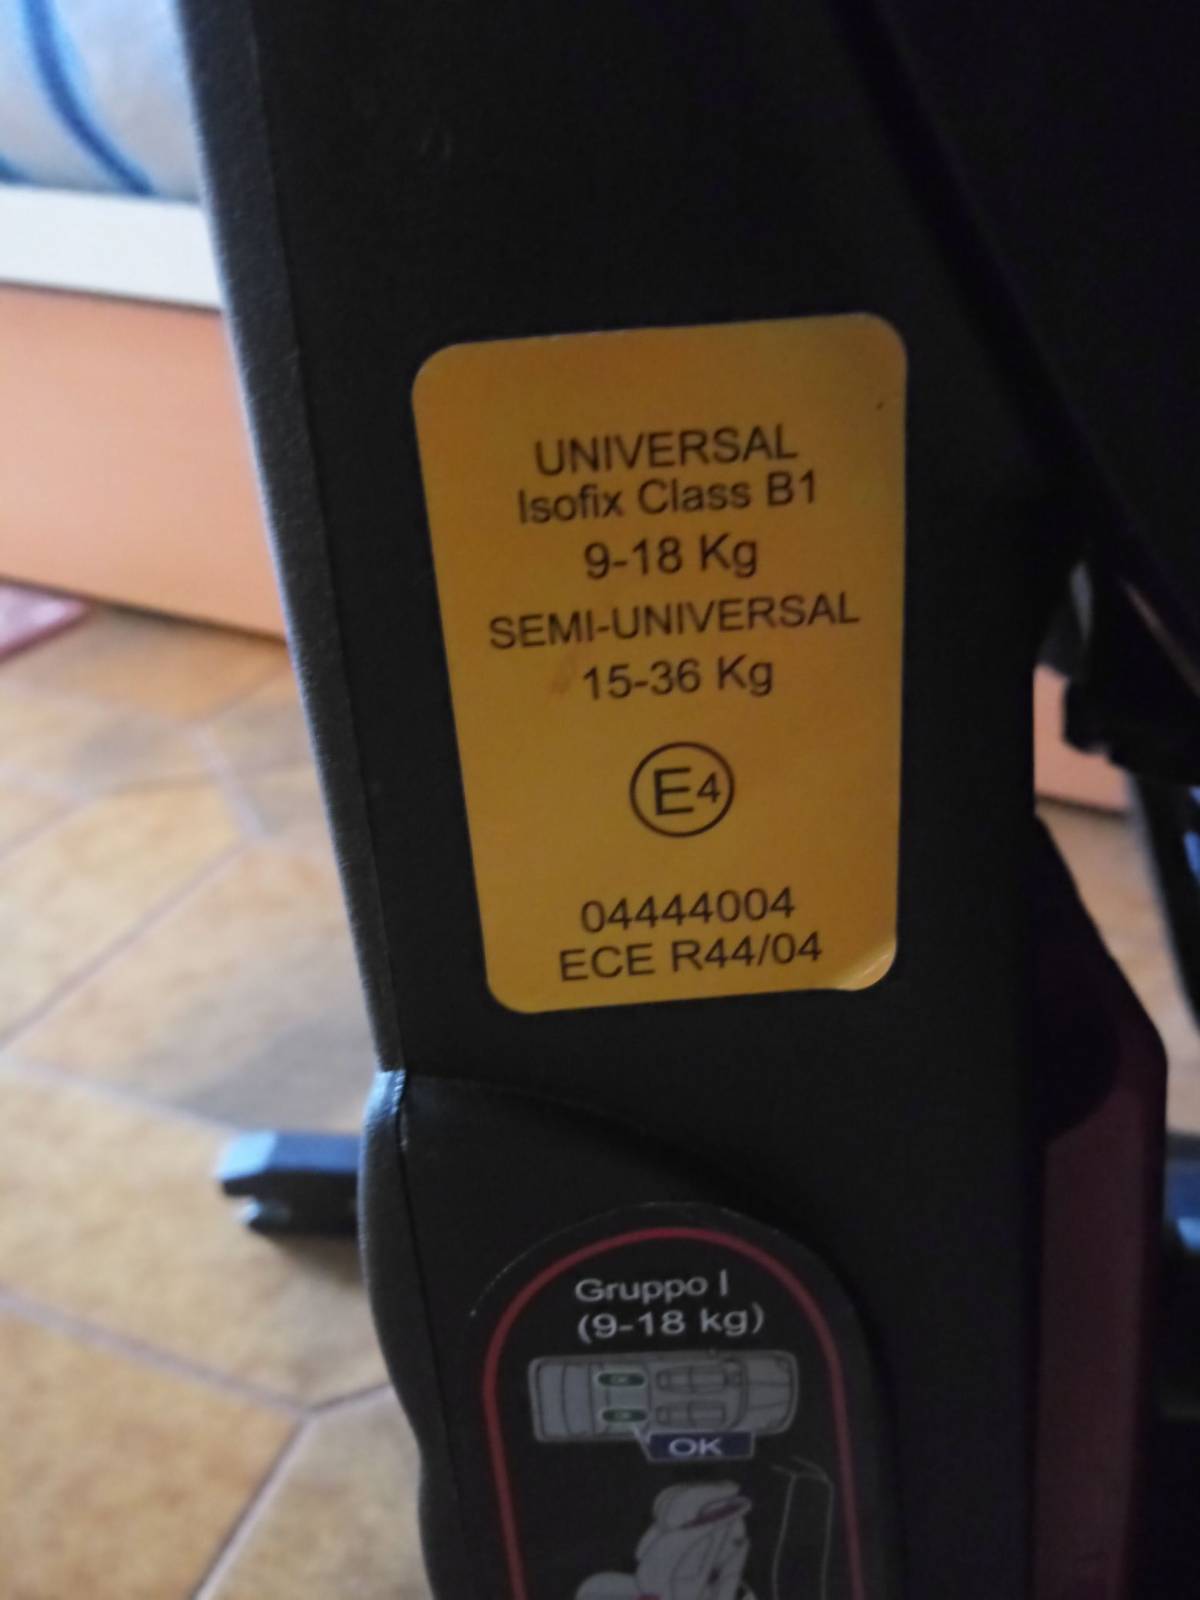 UNIVERSAL
Isofix Class B1
9-18 Kg
SEMI-UNIVERSAL
15-36 Kg
E4
04444004
ECE R44/04
Gruppo I
(9-18 kg)
OK